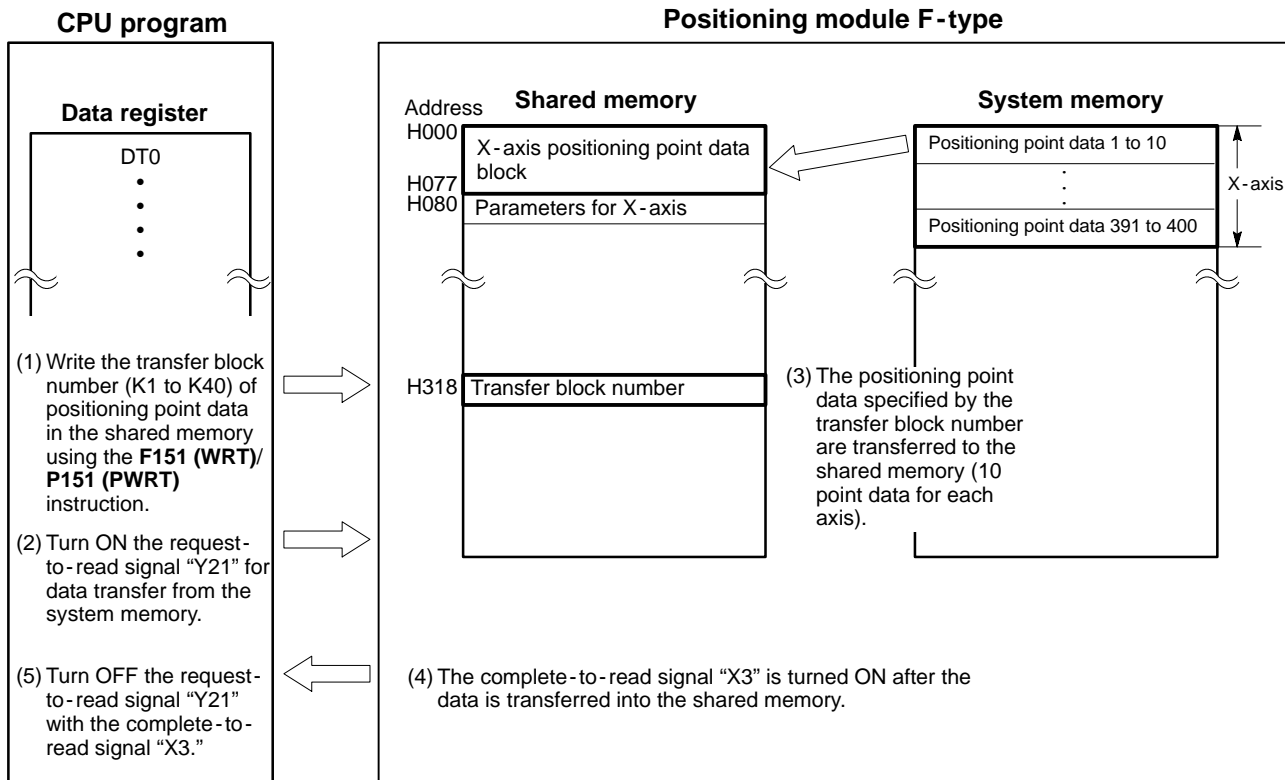 CPU program
Positioning module F-type
Data register
DT0
Address
Shared memory
System memory
H000
X-axis positioning point data
block
H077
H080
Parameters for X-axis
Positioning point data 1 to 10
Positioning point data 391 to 400
X-axis
(1) Write the transfer block
number (K1 to K40) of
positioning point data
in the shared memory
using the F151 (WRT)/
P151 (PWRT)
instruction.
H318
Transfer block number
(3) The positioning point
data specified by the
transfer block number
are transferred to the
shared memory (10
point data for each
axis).
(2) Turn ON the request-
to-read signal “Y21” for
data transfer from the
system memory.
(5) Turn OFF the request-
to-read signal “Y21”
with the complete-to-
read signal “X3.”
(4) The complete-to-read signal “X3” is turned ON after the
data is transferred into the shared memory.